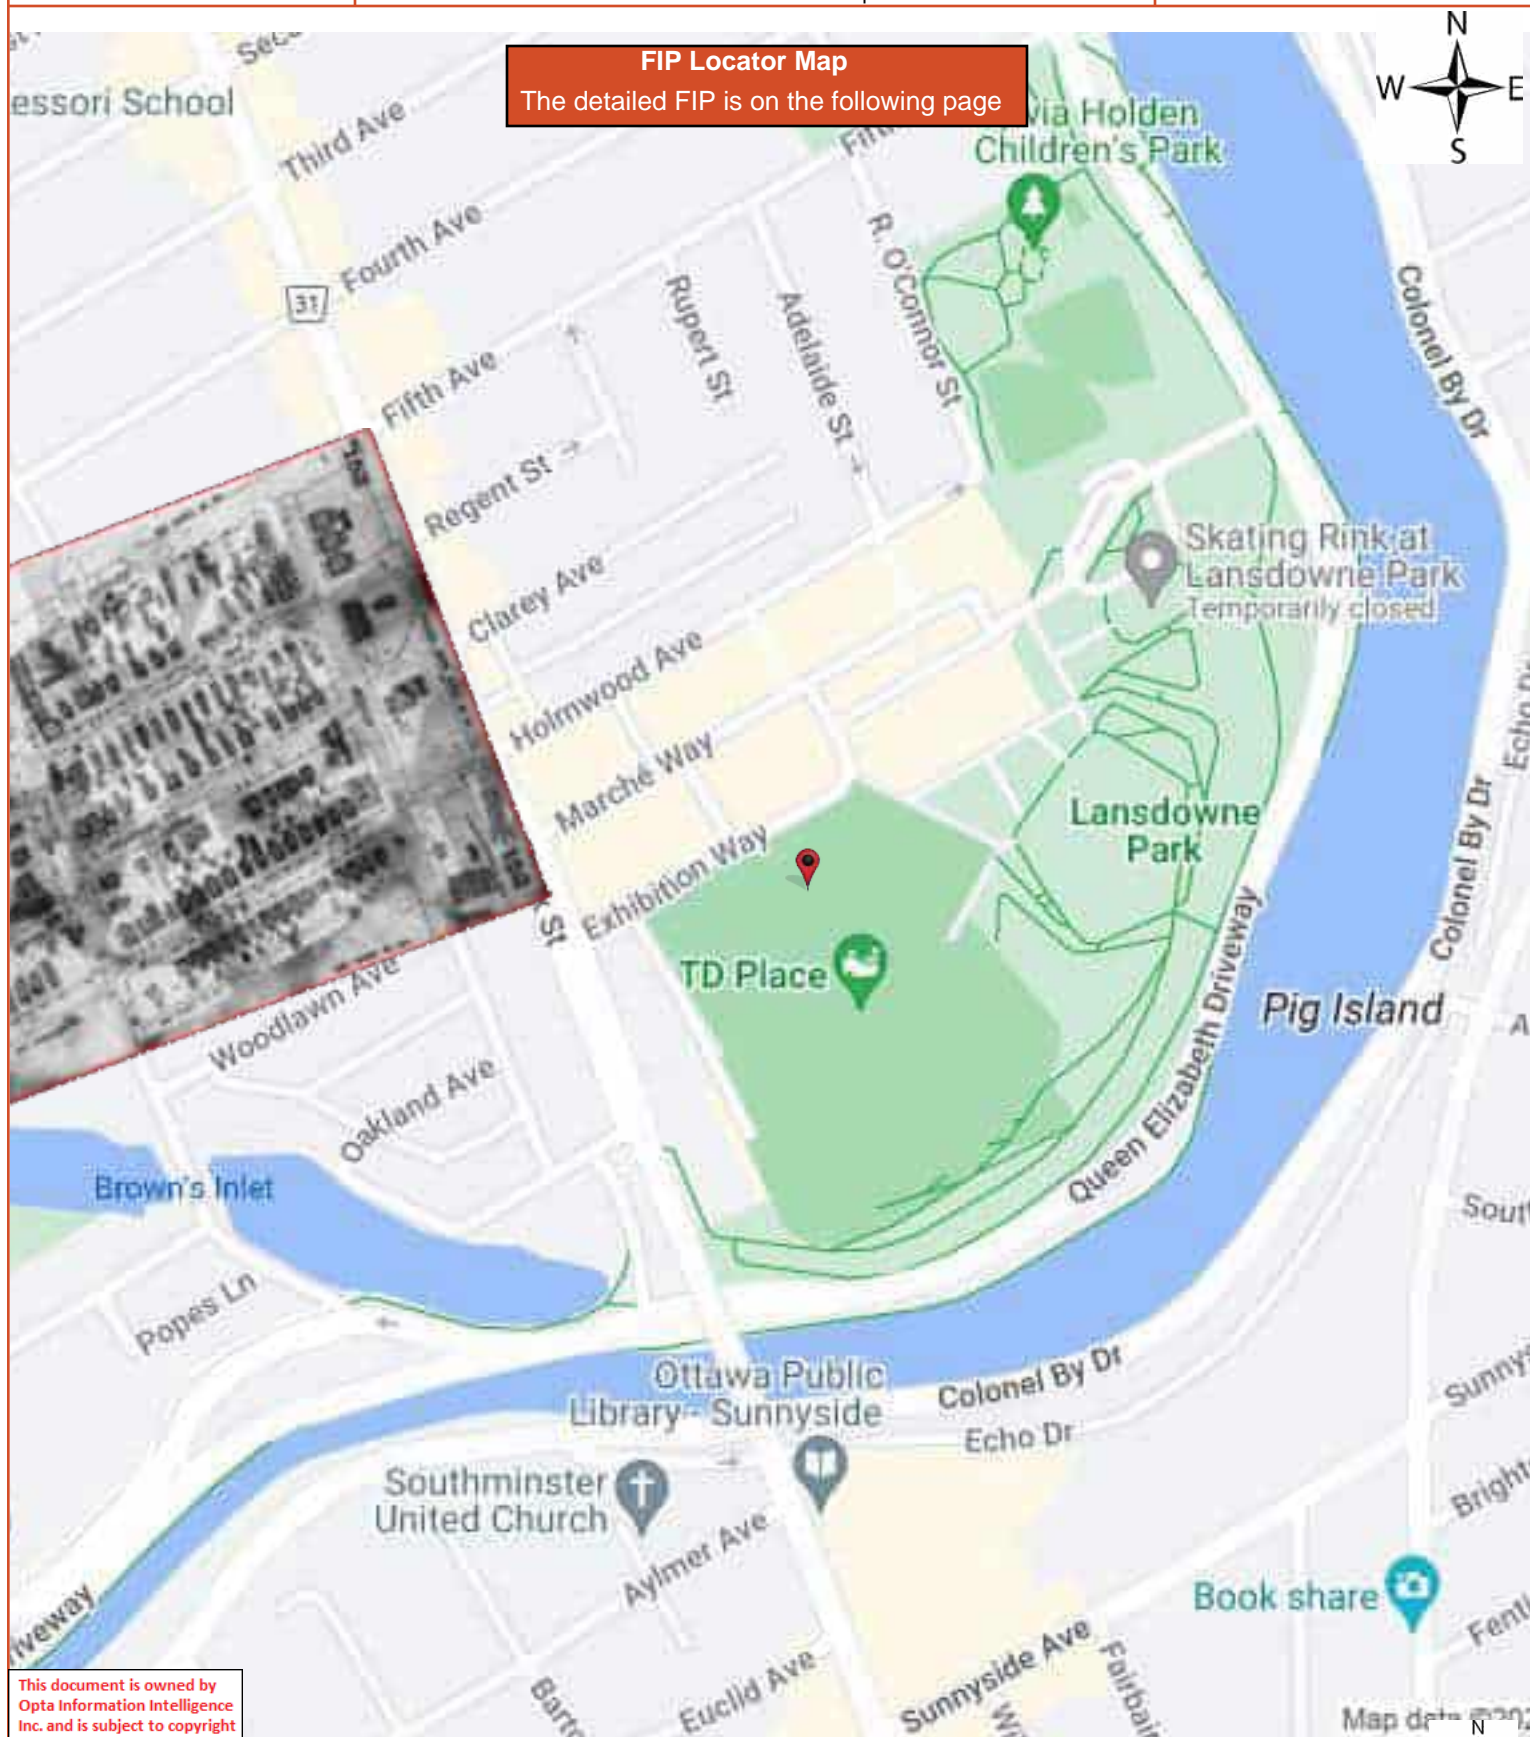 N
W E
S
FIP Locator Map
The detailed FIP is on the following page
essori School
Third Ave
via Holden
Children's Park
Fourth Ave
31
R. O'Connor St
Rupert St
Adelaide St
Colonel By Dr
Fifth Ave
Regent St
Skating Rink at
Lansdowne Park
Temporarily closed
Clarey Ave
Holmwood Ave
Marche Way
Lansdowne
Park
Exhibition Way
St
TD Place
Colonel By Dr
Woodlawn Ave
Pig Island
Queen Elizabeth Driveway
Oakland Ave
Brown's Inlet
Popes Ln
Ottawa Public
Library - Sunnyside
Colonel By Dr
Echo Dr
Southminster
United Church
Aylmer Ave
Book share
Sunnyside Ave
Euclid Ave
This document is owned by
Opta Information Intelligence
Inc. and is subject to copyright
N